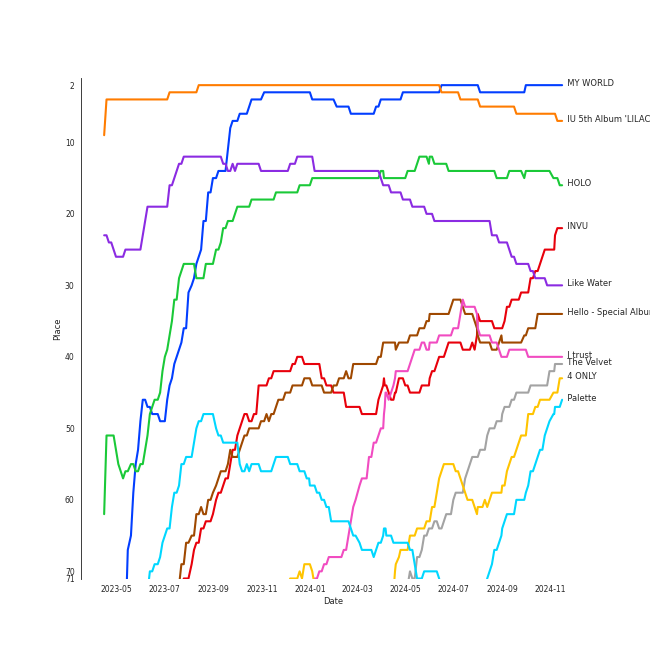 2
10
20
30
40
50
60
70
71
Place
2023-05
2023-07
2023-09
2023-11
2024-01
2024-03
2024-05
2024-07
2024-09
2024-11
Date
MY WORLD
IU 5th Album 'LILAC
HOLO
INVU
Like Water
Hello - Special Albu
I trust
The Velvet
4 ONLY
Palette